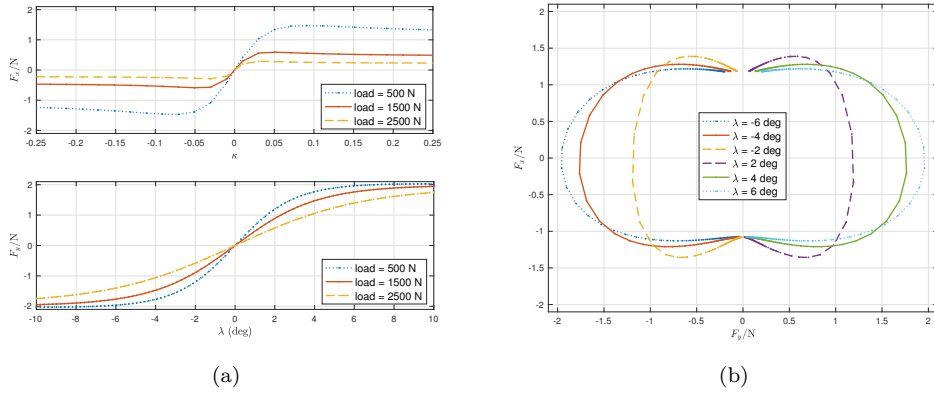 2
1
0
-1
-2
F_x/N
-0.25 -0.2 -0.15 -0.1 -0.05 0 0.05 0.1 0.15 0.2 0.25
κ
load = 500 N
load = 1500 N
load = 2500 N
2
1
0
-1
-2
F_y/N
-10 -8 -6 -4 -2 0 2 4 6 8 10
λ (deg)
load = 500 N
load = 1500 N
load = 2500 N
(a)
2
1.5
1
0.5
0
-0.5
-1
-1.5
-2
F_x/N
λ = -6 deg
λ = -4 deg
λ = -2 deg
λ = 2 deg
λ = 4 deg
λ = 6 deg
-2 -1.5 -1 -0.5 0 0.5 1 1.5 2
F_y/N
(b)